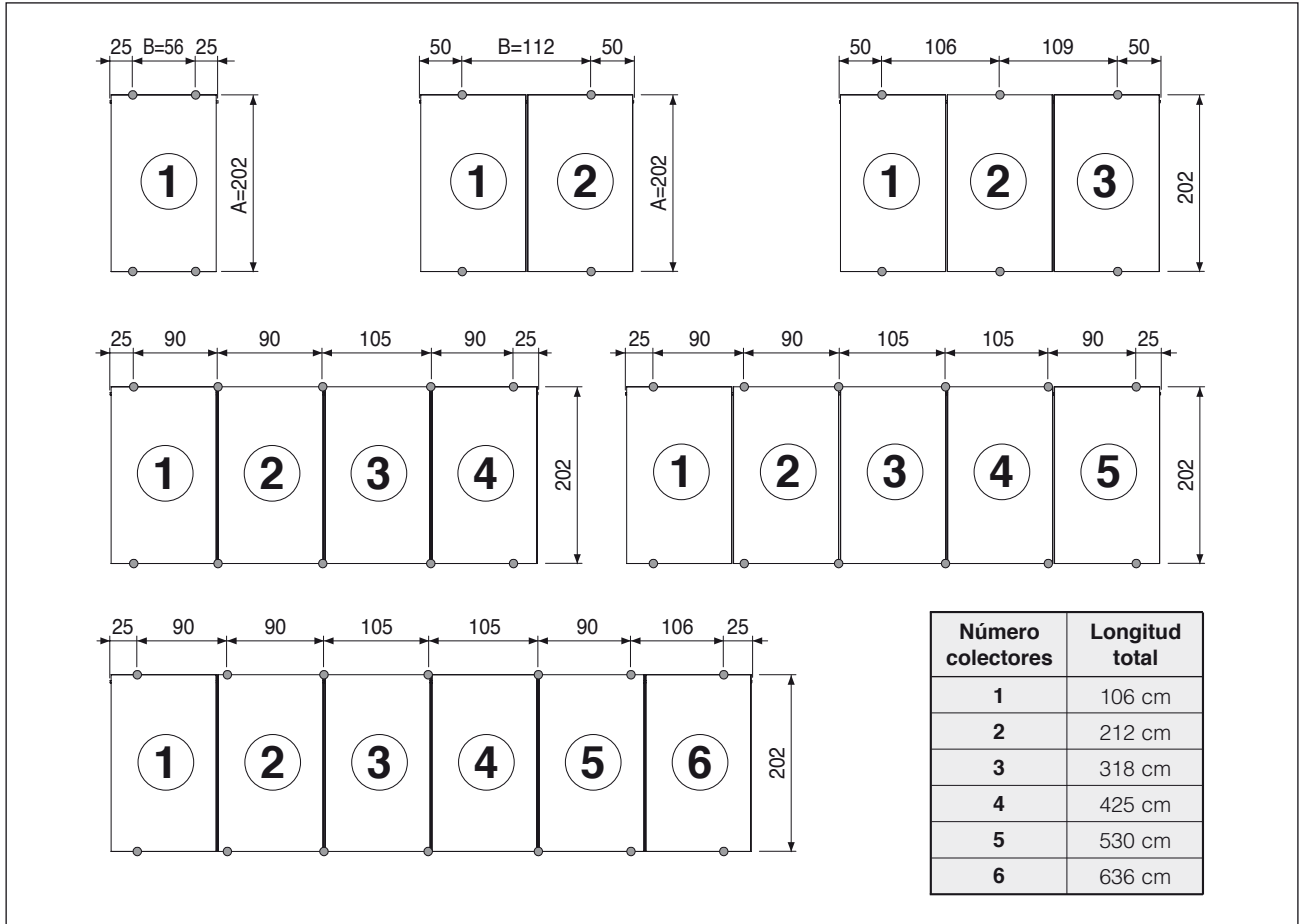 25 B=56 25
1
A=202
50 B=112 50
1 2
A=202
50 106 109 50
1 2 3
202
25 90 90 105 90 25
1 2 3 4
202
25 90 90 105 105 90 25
1 2 3 4 5
202
25 90 90 105 105 90 106 25
1 2 3 4 5 6
202
Número colectores Longitud total
1 106 cm
2 212 cm
3 318 cm
4 425 cm
5 530 cm
6 636 cm